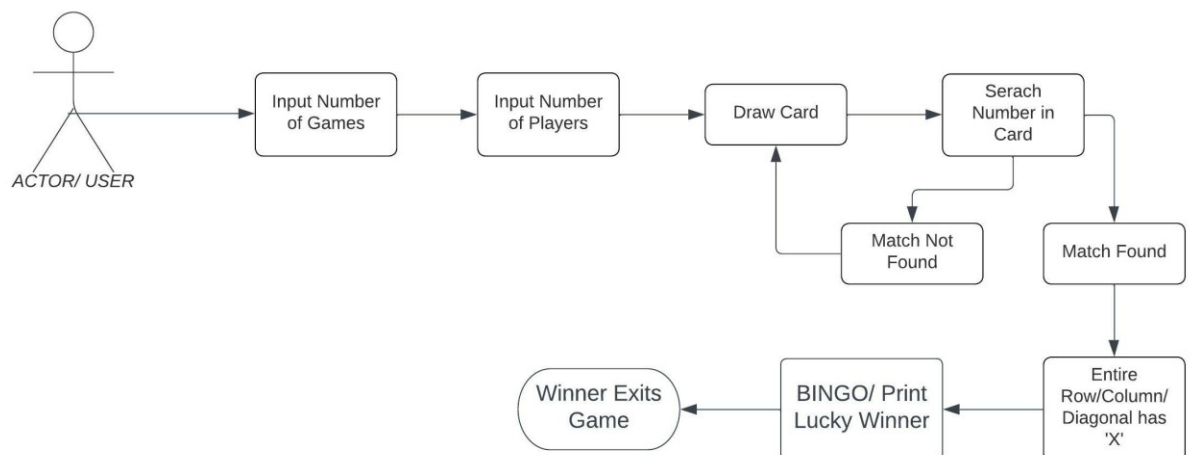 Input Number
of Games
Input Number
of Players
Draw Card
Serach
Number in
Card
ACTOR/ USER
Match Not
Found
Match Found
Winner Exits
Game
BINGO/ Print
Lucky Winner
Entire
Row/Column/
Diagonal has
'X'